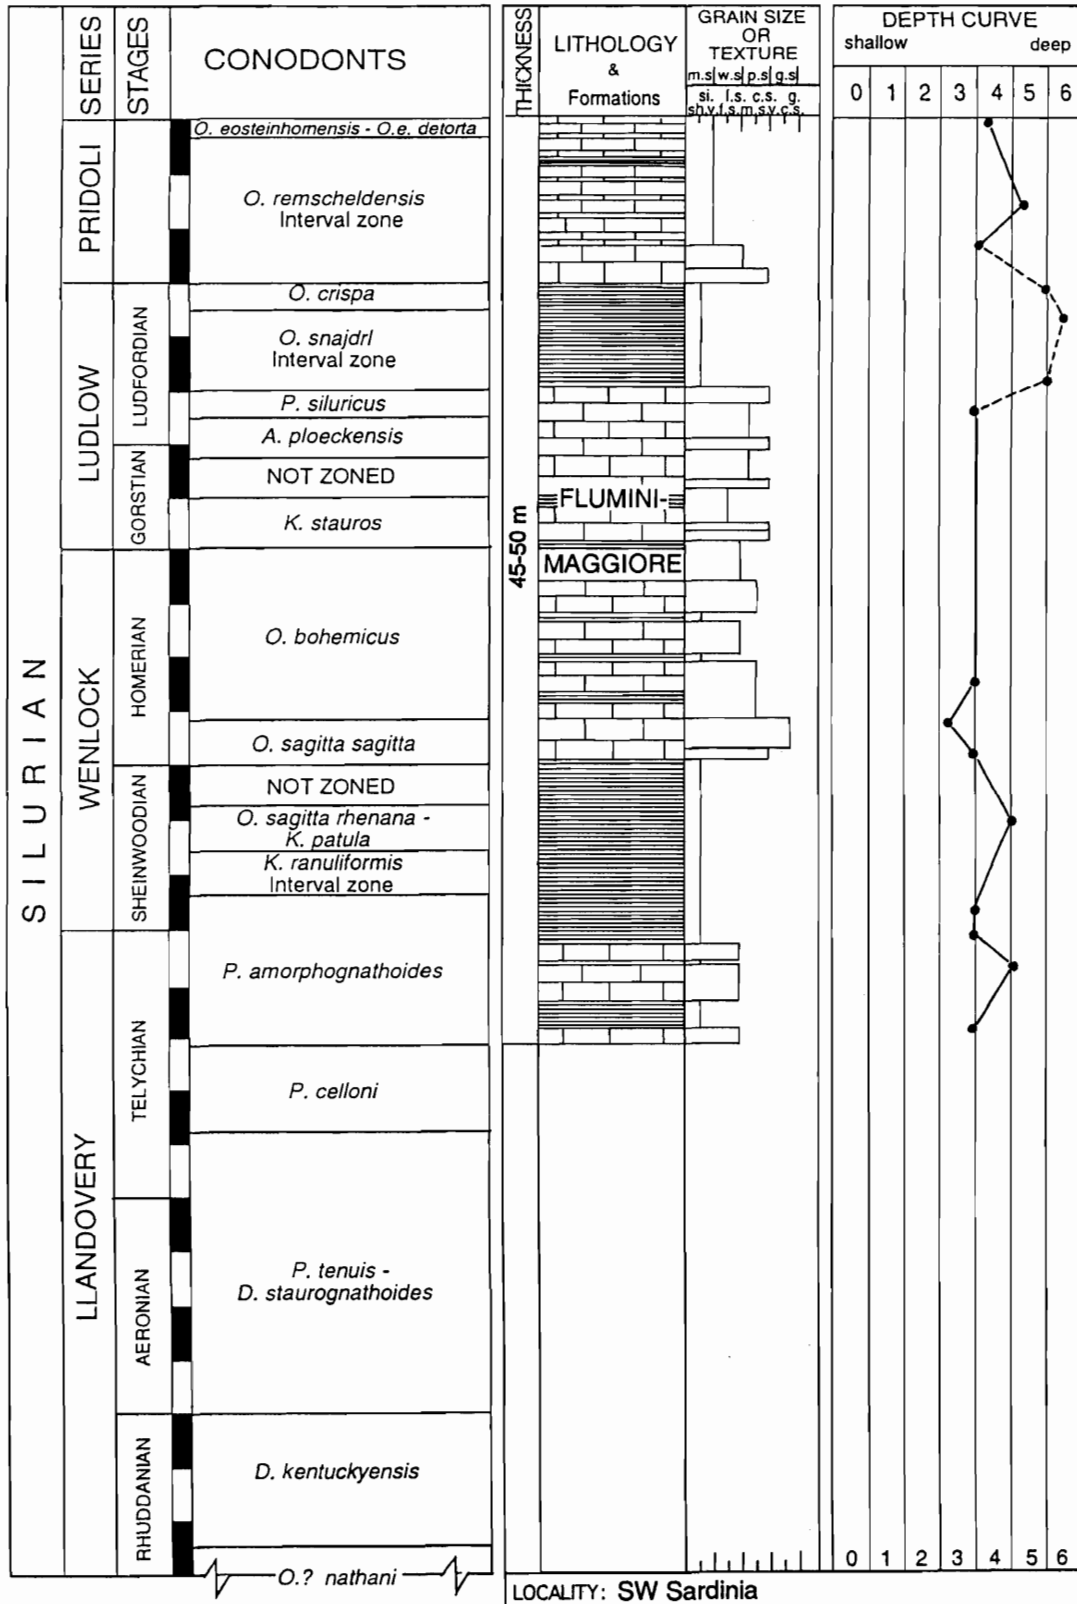 SERIES
STAGES
CONODONTS
THICKNESS
LITHOLOGY
&
Formations
GRAIN SIZE
OR
TEXTURE
m.s w.s p.s g.s
si. f.s. c.s. g.
sh.v.f.s.m.s.v.c.s.
DEPTH CURVE
shallow deep
0 1 2 3 4 5 6
SILURIAN
PRIDOLI
LUDLOW
WENLOCK
LLANDOVERY
LUDFORDIAN
GORSTIAN
HOMERIAN
SHEINWOODIAN
TELYCHIAN
AERONIAN
RHUDDANIAN
O. eosteinhornensis - O.e. detorta
O. remscheldensis
Interval zone
O. crispa
O. snajdrl
Interval zone
P. siluricus
A. ploeckensis
NOT ZONED
K. stauros
O. bohemicus
O. sagitta sagitta
NOT ZONED
O. sagitta rhenana -
K. patula
K. ranuliformis
Interval zone
P. amorphognathoides
P. celloni
P. tenuis -
D. staurognathoides
D. kentuckyensis
O.? nathani
45-50 m
FLUMINI-
MAGGIORE
0 1 2 3 4 5 6
LOCALITY: SW Sardinia